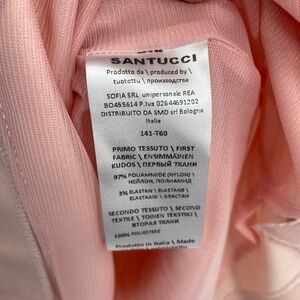 SANTUCCI
Prodotto da \ produced by \
tuotettu \ производства
SOFIA SRL unipersonale REA
BO455614 P.Iva 02644691202
DISTRIBUITO DA SMD srl Bologna
Italia
141-T60
PRIMO TESSUTO \ FIRST
FABRIC \ ENSIMMÄINEN
KUDOS \ ПЕРВЫЙ ТКАНИ
97% POLIAMMIDE (NYLON) \
НЕЙЛОН, ПОЛИАМИД
3% ELASTAN \ ELASTANE \
ELASTAANI \ ЭЛАСТАН
SECONDO TESSUTO \ SECOND
TEXTILE \ TOINEN TEKSTIILI \
ВТОРАЯ ТКАНИ
100% POLIESTERE
Prodotto in Italia \ Made